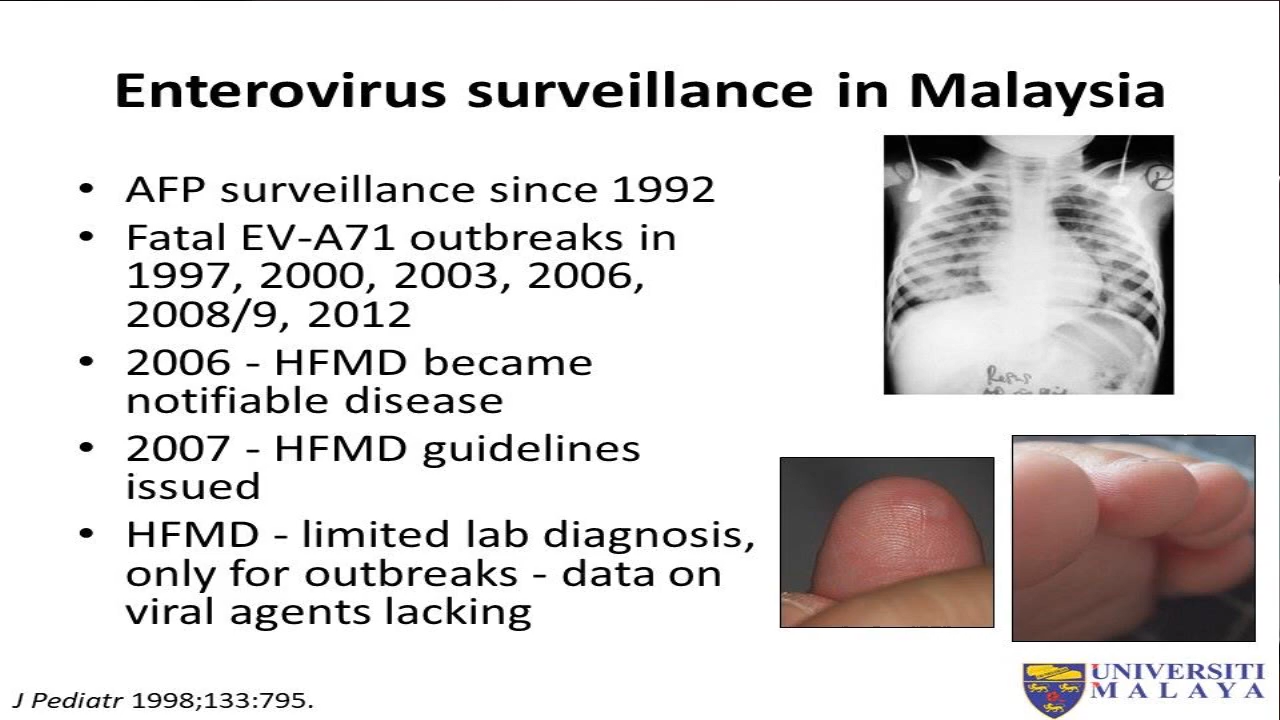 Enterovirus surveillance in Malaysia
• AFP surveillance since 1992
• Fatal EV-A71 outbreaks in
1997, 2000, 2003, 2006,
2008/9, 2012
• 2006 - HFMD became
notifiable disease
• 2007 - HFMD guidelines
issued
• HFMD - limited lab diagnosis,
only for outbreaks - data on
viral agents lacking
J Pediatr 1998;133:795.
UNIVERSITI
MALAYA